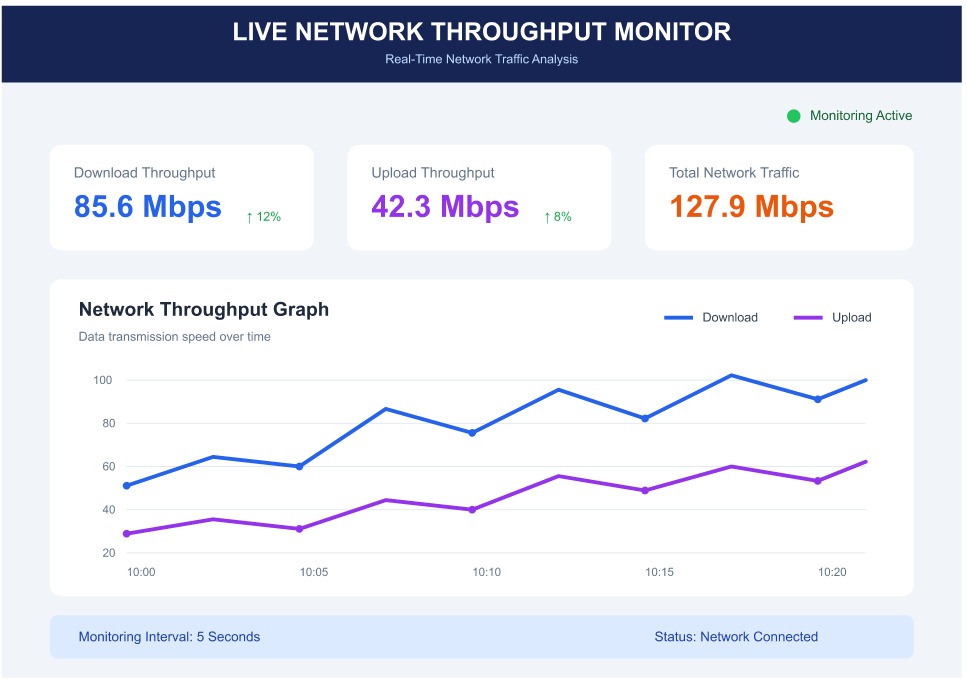 LIVE NETWORK THROUGHPUT MONITOR
Real-Time Network Traffic Analysis
Monitoring Active
Download Throughput
85.6 Mbps ↑ 12%
Upload Throughput
42.3 Mbps ↑ 8%
Total Network Traffic
127.9 Mbps
Network Throughput Graph
Data transmission speed over time
Download Upload
100
80
60
40
20
10:00 10:05 10:10 10:15 10:20
Monitoring Interval: 5 Seconds
Status: Network Connected